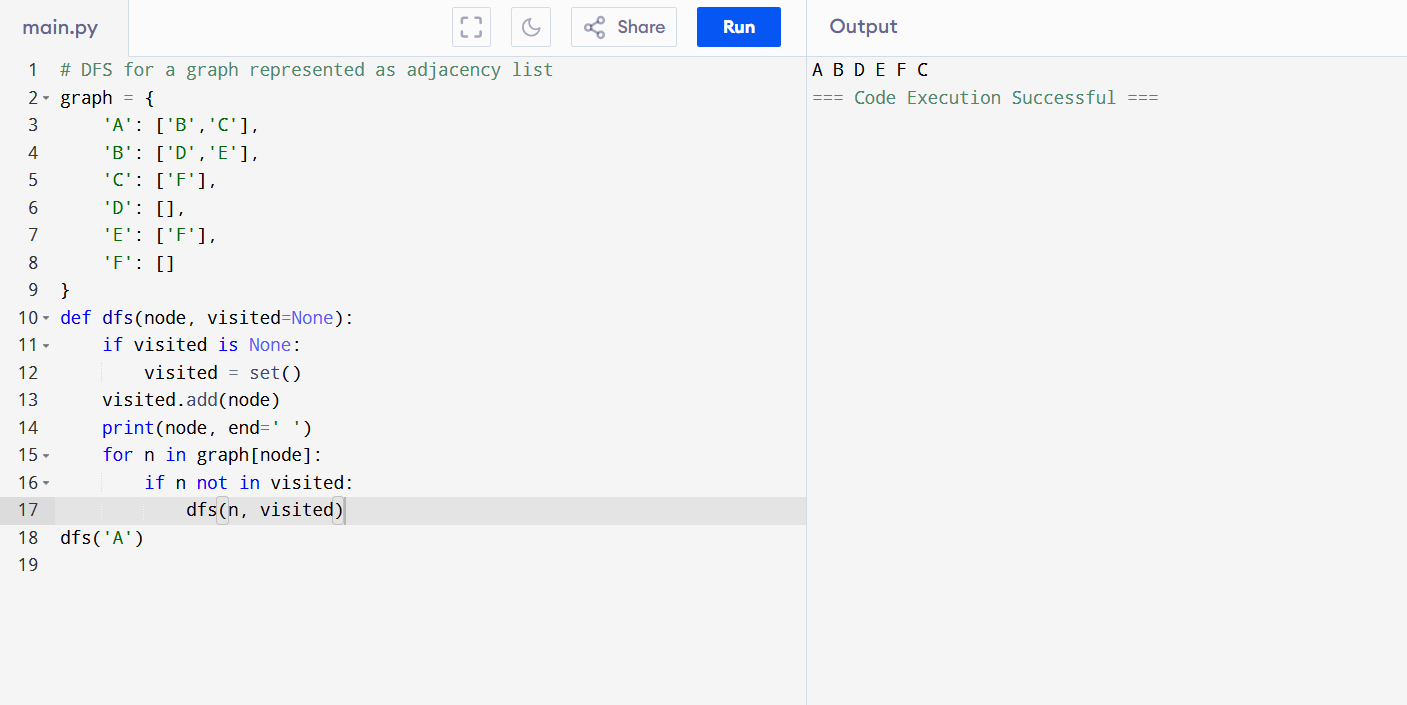 main.py
Share
Run
Output
1 # DFS for a graph represented as adjacency list
2 graph = {
3     'A': ['B','C'],
4     'B': ['D','E'],
5     'C': ['F'],
6     'D': [],
7     'E': ['F'],
8     'F': []
9 }
10 def dfs(node, visited=None):
11     if visited is None:
12         visited = set()
13     visited.add(node)
14     print(node, end=' ')
15     for n in graph[node]:
16         if n not in visited:
17             dfs(n, visited)
18 dfs('A')
19
A B D E F C
=== Code Execution Successful ===